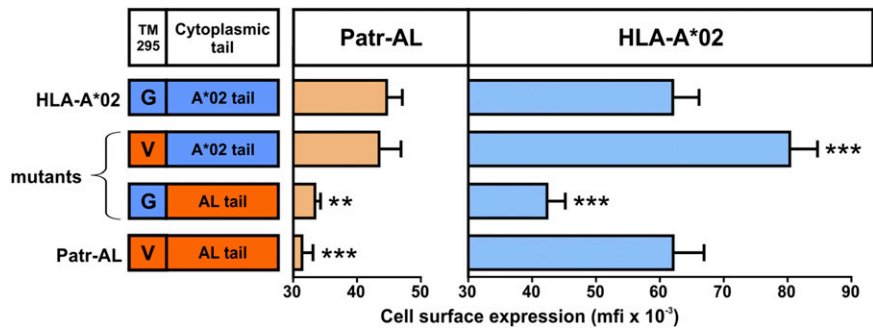 TM 295 Cytoplasmic tail Patr-AL HLA-A*02
HLA-A*02 G A*02 tail
V A*02 tail ***
mutants
G AL tail ** ***
Patr-AL V AL tail ***
30 40 50 30 40 50 60 70 80 90
Cell surface expression (mfi x 10-3)